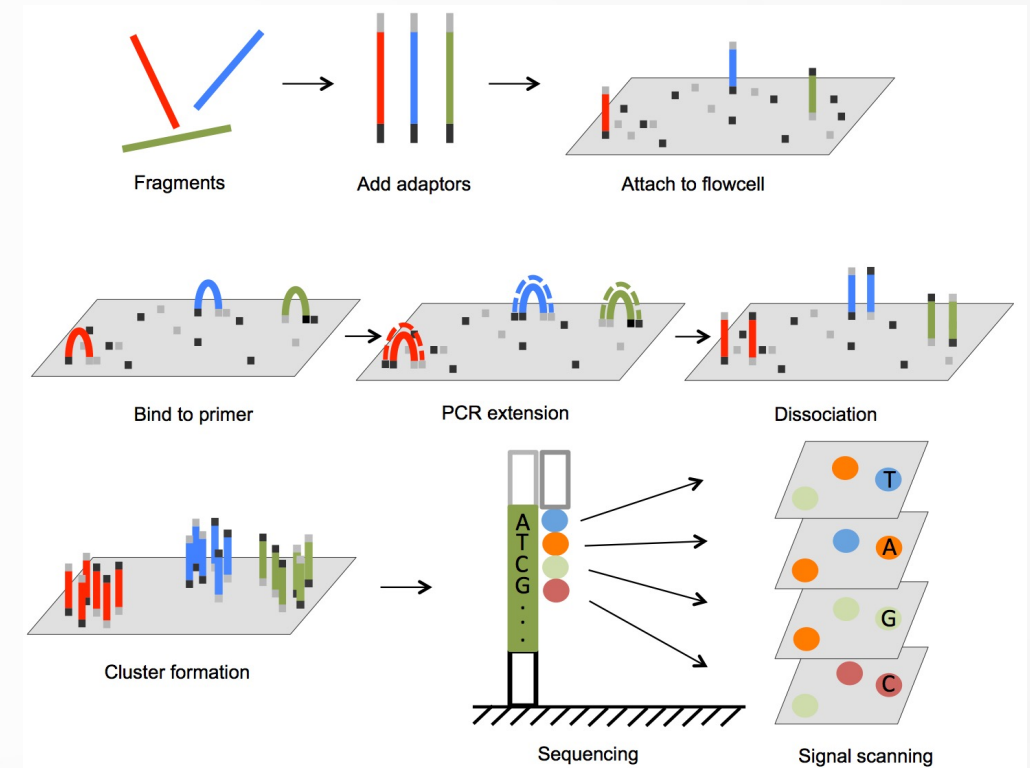 Fragments
Add adaptors
Attach to flowcell
Bind to primer
PCR extension
Dissociation
Cluster formation
A
T
C
G
.
.
.
Sequencing
T
A
G
C
Signal scanning